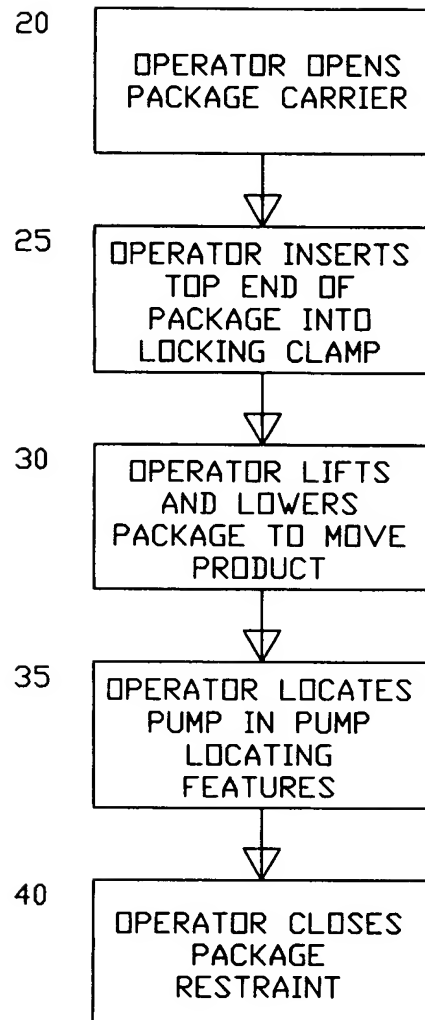 20
OPERATOR OPENS
PACKAGE CARRIER
25
OPERATOR INSERTS
TOP END OF
PACKAGE INTO
LOCKING CLAMP
30
OPERATOR LIFTS
AND LOWERS
PACKAGE TO MOVE
PRODUCT
35
OPERATOR LOCATES
PUMP IN PUMP
LOCATING
FEATURES
40
OPERATOR CLOSES
PACKAGE
RESTRAINT